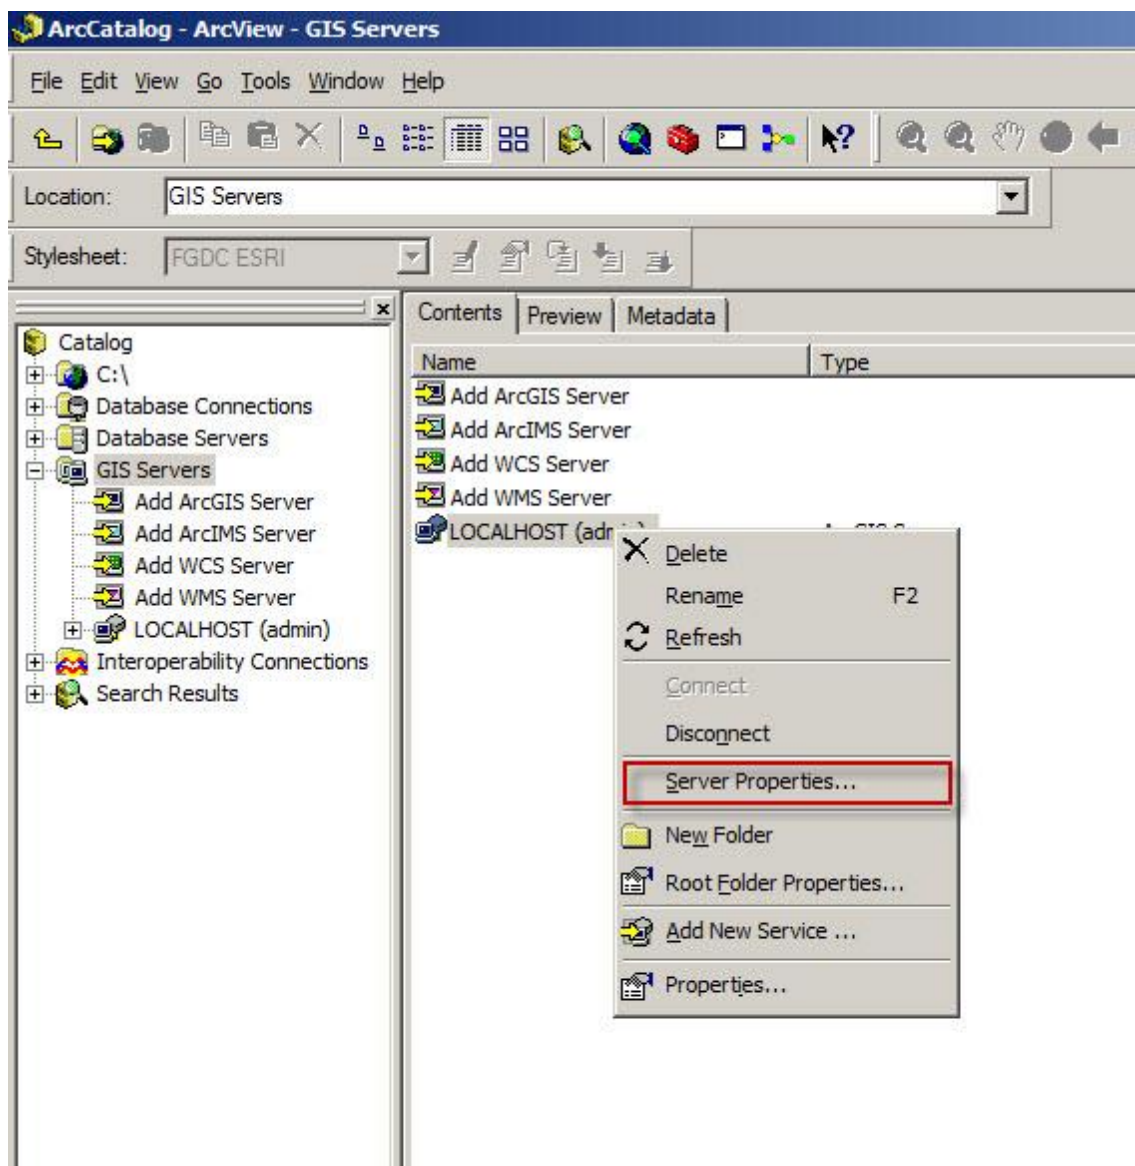 ArcCatalog - ArcView - GIS Servers
File Edit View Go Tools Window Help
Location: GIS Servers
Stylesheet: FGDC ESRI
Catalog
C:\
Database Connections
Database Servers
GIS Servers
Add ArcGIS Server
Add ArcIMS Server
Add WCS Server
Add WMS Server
LOCALHOST (admin)
Interoperability Connections
Search Results
Contents Preview Metadata
Name Type
Add ArcGIS Server
Add ArcIMS Server
Add WCS Server
Add WMS Server
LOCALHOST
Delete
Rename F2
Refresh
Connect
Disconnect
Server Properties...
New Folder
Root Folder Properties...
Add New Service ...
Properties...